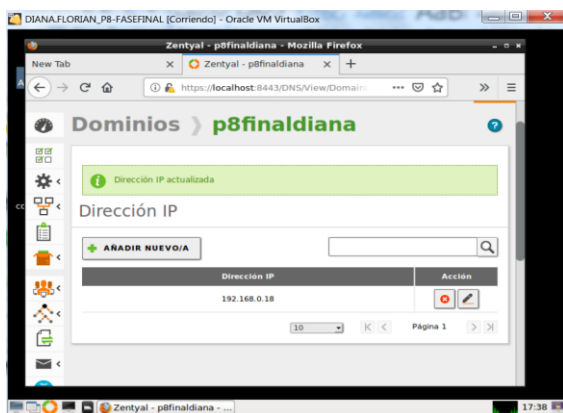 DIANA.FLORIAN_P8-FASEFINAL [Corriendo] - Oracle VM VirtualBox
Zentyal - p8finaldiana - Mozilla Firefox
New Tab
Zentyal - p8finaldiana
https://localhost:8443/DNS/View/Domain
Dominios p8finaldiana
Dirección IP actualizada
Dirección IP
AÑADIR NUEVO/A
Dirección IP Acción
192.168.0.18
10 Página 1
Zentyal - p8finaldiana - ...
17:38